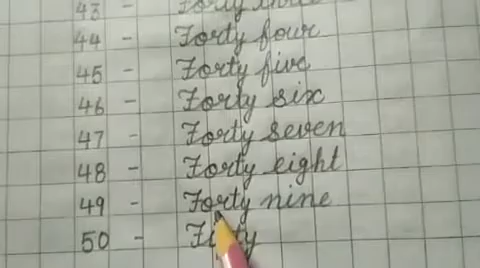 43 -
44 - Forty four
45 - Forty five
46 - Forty six
47 - Forty seven
48 - Forty eight
49 - Forty nine
50 -